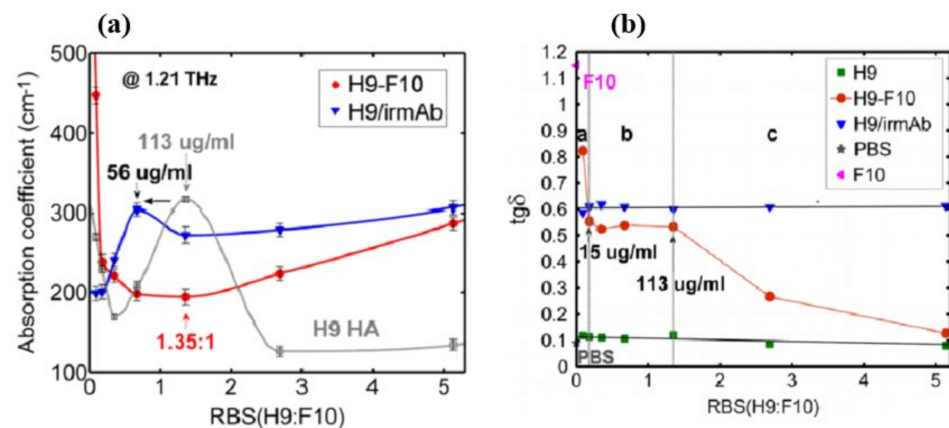 (a)
500
400
300
200
100
Absorption coefficient (cm-1)
@ 1.21 THz
H9-F10
H9/irmAb
113 ug/ml
56 ug/ml
1.35:1
H9 HA
0
1
2
3
4
5
RBS(H9:F10)
(b)
1.2
1.1
1
0.9
0.8
0.7
0.6
0.5
0.4
0.3
0.2
0.1
0
tgδ
F10
a
b
c
H9
H9-F10
H9/irmAb
PBS
F10
15 ug/ml
113 ug/ml
PBS
0
1
2
3
4
5
RBS(H9:F10)